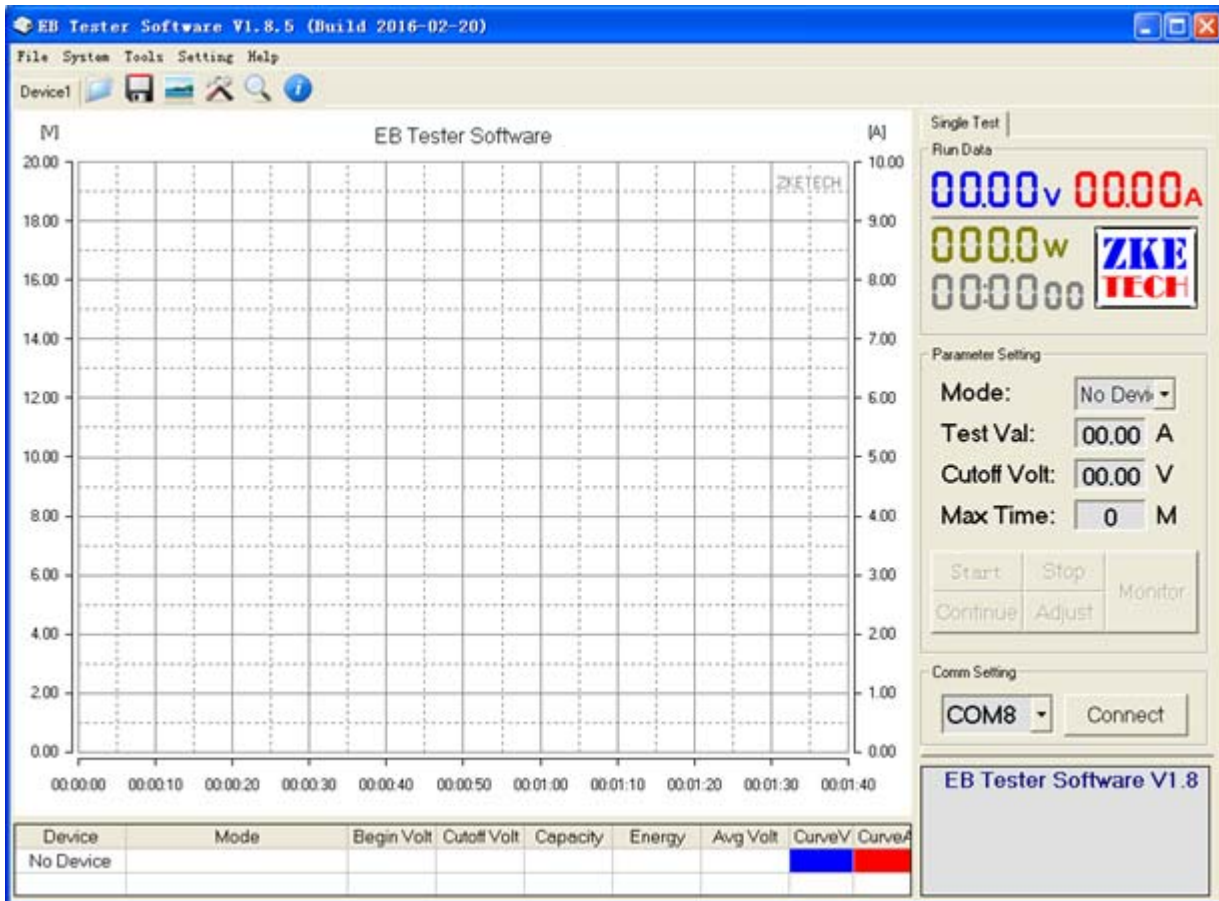 EB Tester Software V1.8.5 (Build 2016-02-20)
File System Tools Setting Help
Device1
[V] EB Tester Software [A]
ZKETECH
20.00
18.00
16.00
14.00
12.00
10.00
8.00
6.00
4.00
2.00
0.00
10.00
9.00
8.00
7.00
6.00
5.00
4.00
3.00
2.00
1.00
0.00
00:00:00 00:00:10 00:00:20 00:00:30 00:00:40 00:00:50 00:01:00 00:01:10 00:01:20 00:01:30 00:01:40
Device Mode Begin Volt Cutoff Volt Capacity Energy Avg Volt CurveV CurveA
No Device
Single Test
Run Data
00.00V 00.00A
000.0W
00:0000
ZKE
TECH
Parameter Setting
Mode: No Devi
Test Val: 00.00 A
Cutoff Volt: 00.00 V
Max Time: 0 M
Start Stop
Monitor
Continue Adjust
Comm Setting
COM8 Connect
EB Tester Software V1.8